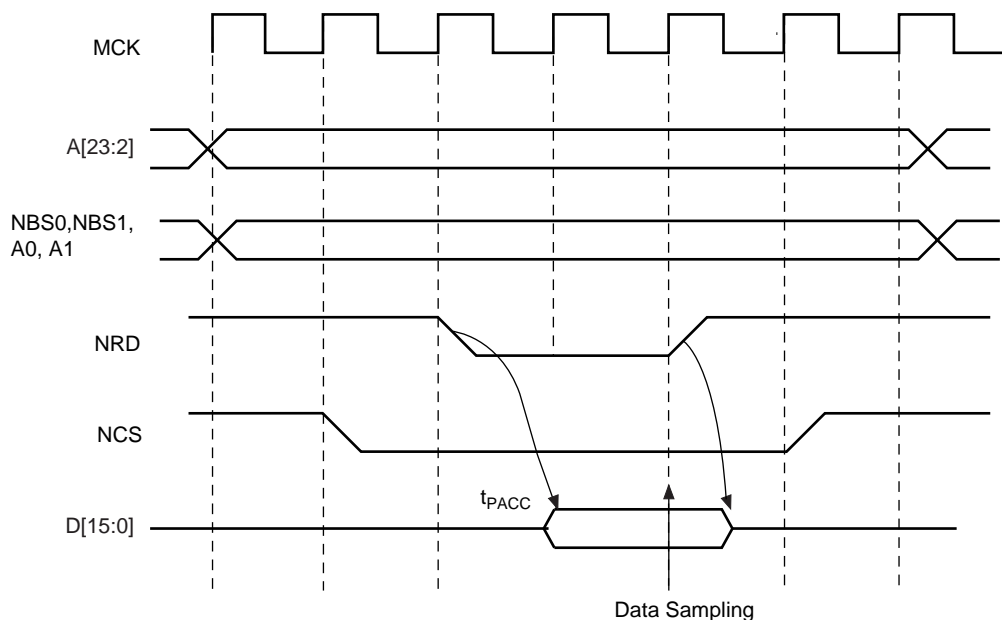 MCK
A[23:2]
NBS0,NBS1,
A0, A1
NRD
NCS
tPACC
D[15:0]
Data Sampling